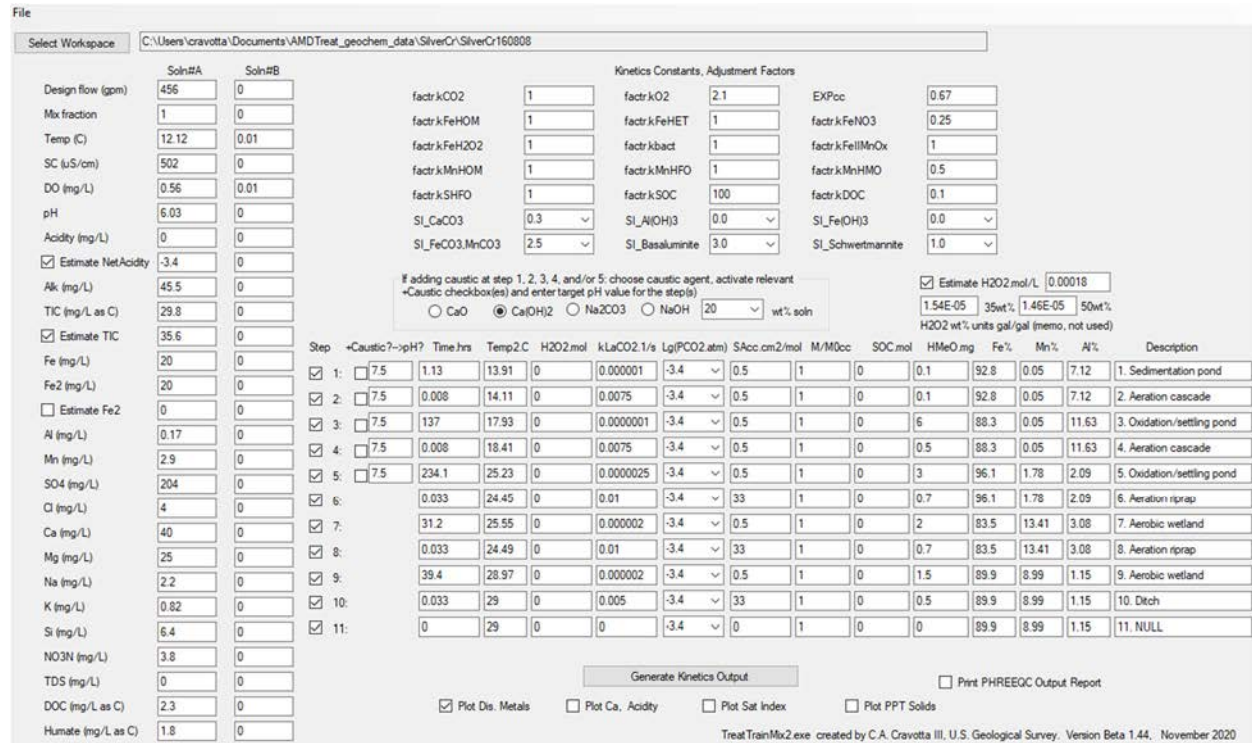 File
Select Workspace C:\Users\cravotta\Documents\AMDTreat_geochem_data\SilverCr\SilverCr160808
Soln#A Soln#B
Design flow (gpm) 456 0
Mix fraction 1 0
Temp (C) 12.12 0.01
SC (uS/cm) 502 0
DO (mg/L) 0.56 0.01
pH 6.03 0
Acidity (mg/L) 0 0
Estimate NetAcidity -3.4 0
Alk (mg/L) 45.5 0
TIC (mg/L as C) 29.8 0
Estimate TIC 35.6 0
Fe (mg/L) 20 0
Fe2 (mg/L) 20 0
Estimate Fe2 0 0
Al (mg/L) 0.17 0
Mn (mg/L) 2.9 0
SO4 (mg/L) 204 0
Cl (mg/L) 4 0
Ca (mg/L) 40 0
Mg (mg/L) 25 0
Na (mg/L) 2.2 0
K (mg/L) 0.82 0
Si (mg/L) 6.4 0
NO3N (mg/L) 3.8 0
TDS (mg/L) 0 0
DOC (mg/L as C) 2.3 0
Humate (mg/L as C) 1.8 0
Kinetics Constants, Adjustment Factors
factr.kCO2 1 factr.kO2 2.1 EXPcc 0.67
factr.kFeHOM 1 factr.kFeHET 1 factr.kFeNO3 0.25
factr.kFeH2O2 1 factr.kbact 1 factr.kFeIIMnOx 1
factr.kMnHOM 1 factr.kMnHFO 1 factr.kMnHMO 0.5
factr.kSHFO 1 factr.kSOC 100 factr.kDOC 0.1
SI_CaCO3 0.3 SI_Al(OH)3 0.0 SI_Fe(OH)3 0.0
SI_FeCO3,MnCO3 2.5 SI_Basaluminite 3.0 SI_Schwertmannite 1.0
If adding caustic at step 1, 2, 3, 4, and/or 5: choose caustic agent, activate relevant
+Caustic checkbox(es) and enter target pH value for the step(s)
CaO Ca(OH)2 Na2CO3 NaOH 20 wt% soln
Estimate H2O2.mol/L 0.00018
1.54E-05 35wt% 1.46E-05 50wt%
H2O2 wt% units gal/gal (memo, not used)
Step +Caustic?-->pH? Time.hrs Temp2.C H2O2.mol kLaCO2.1/s Lg(PCO2.atm) SAcc.cm2/mol M/M0cc SOC.mol HMeO.mg Fe% Mn% Al% Description
1: 7.5 1.13 13.91 0 0.000001 -3.4 0.5 1 0 0.1 92.8 0.05 7.12 1. Sedimentation pond
2: 7.5 0.008 14.11 0 0.0075 -3.4 0.5 1 0 0.1 92.8 0.05 7.12 2. Aeration cascade
3: 7.5 137 17.93 0 0.0000001 -3.4 0.5 1 0 6 88.3 0.05 11.63 3. Oxidation/settling pond
4: 7.5 0.008 18.41 0 0.0075 -3.4 0.5 1 0 0.5 88.3 0.05 11.63 4. Aeration cascade
5: 7.5 234.1 25.23 0 0.0000025 -3.4 0.5 1 0 3 96.1 1.78 2.09 5. Oxidation/settling pond
6: 0.033 24.45 0 0.01 -3.4 33 1 0 0.7 96.1 1.78 2.09 6. Aeration riprap
7: 31.2 25.55 0 0.000002 -3.4 0.5 1 0 2 83.5 13.41 3.08 7. Aerobic wetland
8: 0.033 24.49 0 0.01 -3.4 33 1 0 0.7 83.5 13.41 3.08 8. Aeration riprap
9: 39.4 28.97 0 0.000002 -3.4 0.5 1 0 1.5 89.9 8.99 1.15 9. Aerobic wetland
10: 0.033 29 0 0.005 -3.4 33 1 0 0.5 89.9 8.99 1.15 10. Ditch
11: 0 29 0 0 -3.4 0 1 0 0 89.9 8.99 1.15 11. NULL
Generate Kinetics Output
Print PHREEQC Output Report
Plot Dis. Metals Plot Ca, Acidity Plot Sat Index Plot PPT Solids
TreatTrainMix2.exe created by C.A. Cravotta III, U.S. Geological Survey. Version Beta 1.44, November 2020